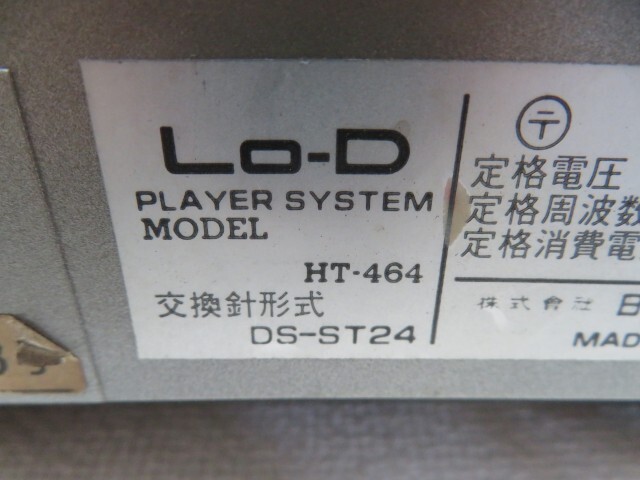 Lo-D
PLAYER SYSTEM
MODEL
HT-464
交換針形式
DS-ST24
〒
定格電圧
定格周波数
定格消費電
株式会社
MAD